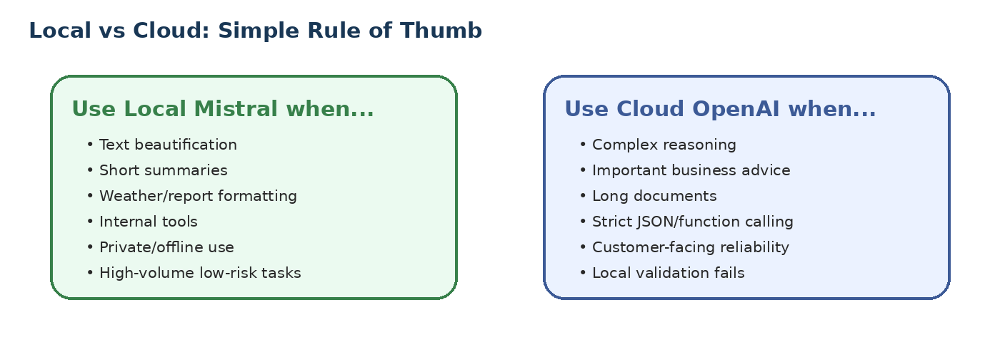 Local vs Cloud: Simple Rule of Thumb
Use Local Mistral when...
• Text beautification
• Short summaries
• Weather/report formatting
• Internal tools
• Private/offline use
• High-volume low-risk tasks
Use Cloud OpenAI when...
• Complex reasoning
• Important business advice
• Long documents
• Strict JSON/function calling
• Customer-facing reliability
• Local validation fails